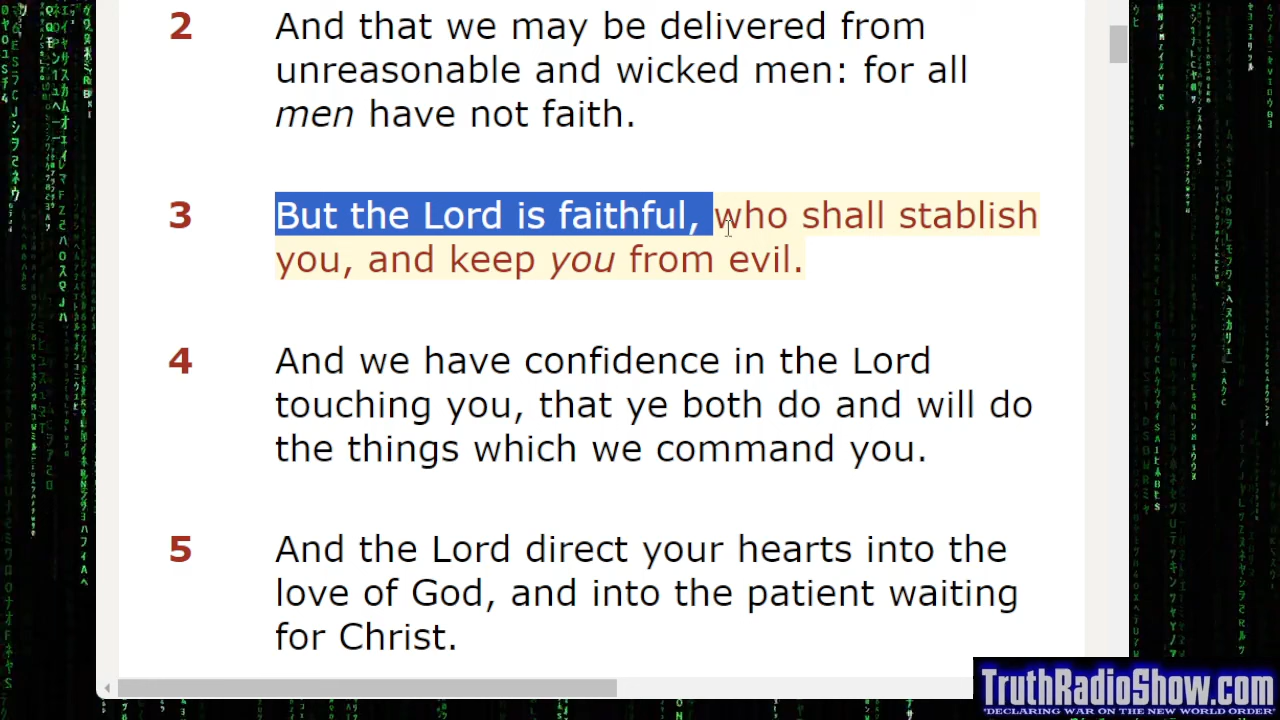 2 And that we may be delivered from
unreasonable and wicked men: for all
men have not faith.
3 But the Lord is faithful, who shall stablish
you, and keep you from evil.
4 And we have confidence in the Lord
touching you, that ye both do and will do
the things which we command you.
5 And the Lord direct your hearts into the
love of God, and into the patient waiting
for Christ.
TruthRadioShow.com
"DECLARING WAR ON THE NEW WORLD ORDER"